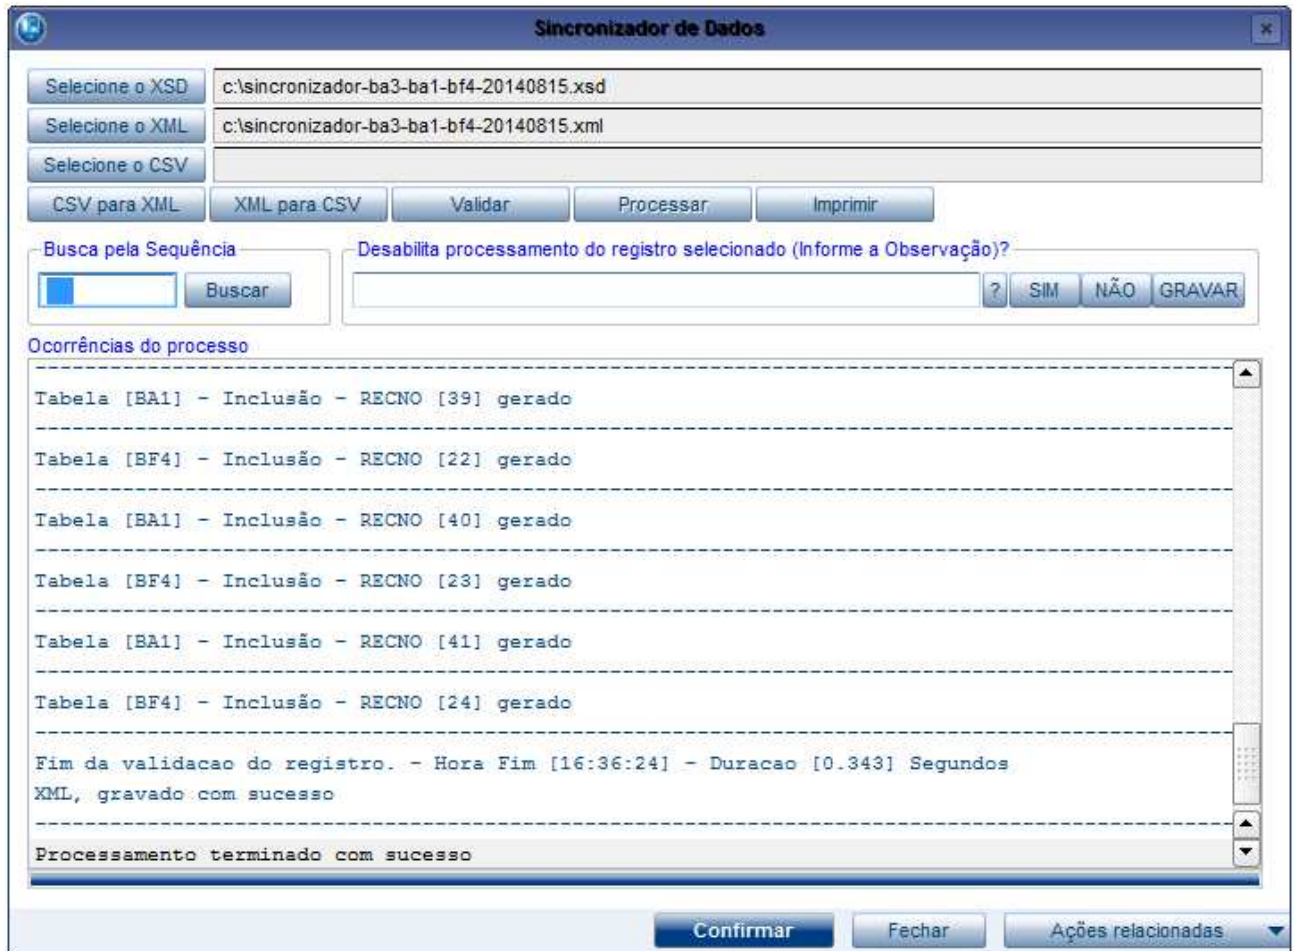 Sincronizador de Dados
Selecione o XSD c:\sincronizador-ba3-ba1-bf4-20140815.xsd
Selecione o XML c:\sincronizador-ba3-ba1-bf4-20140815.xml
Selecione o CSV
CSV para XML XML para CSV Validar Processar Imprimir
Busca pela Sequência Desabilita processamento do registro selecionado (Informe a Observação)?
Buscar ? SIM NÃO GRAVAR
Ocorrências do processo
Tabela [BA1] - Inclusão - RECNO [39] gerado
Tabela [BF4] - Inclusão - RECNO [22] gerado
Tabela [BA1] - Inclusão - RECNO [40] gerado
Tabela [BF4] - Inclusão - RECNO [23] gerado
Tabela [BA1] - Inclusão - RECNO [41] gerado
Tabela [BF4] - Inclusão - RECNO [24] gerado
Fim da validacao do registro. - Hora Fim [16:36:24] - Duracao [0.343] Segundos
XML, gravado com sucesso
Processamento terminado com sucesso
Confirmar Fechar Ações relacionadas